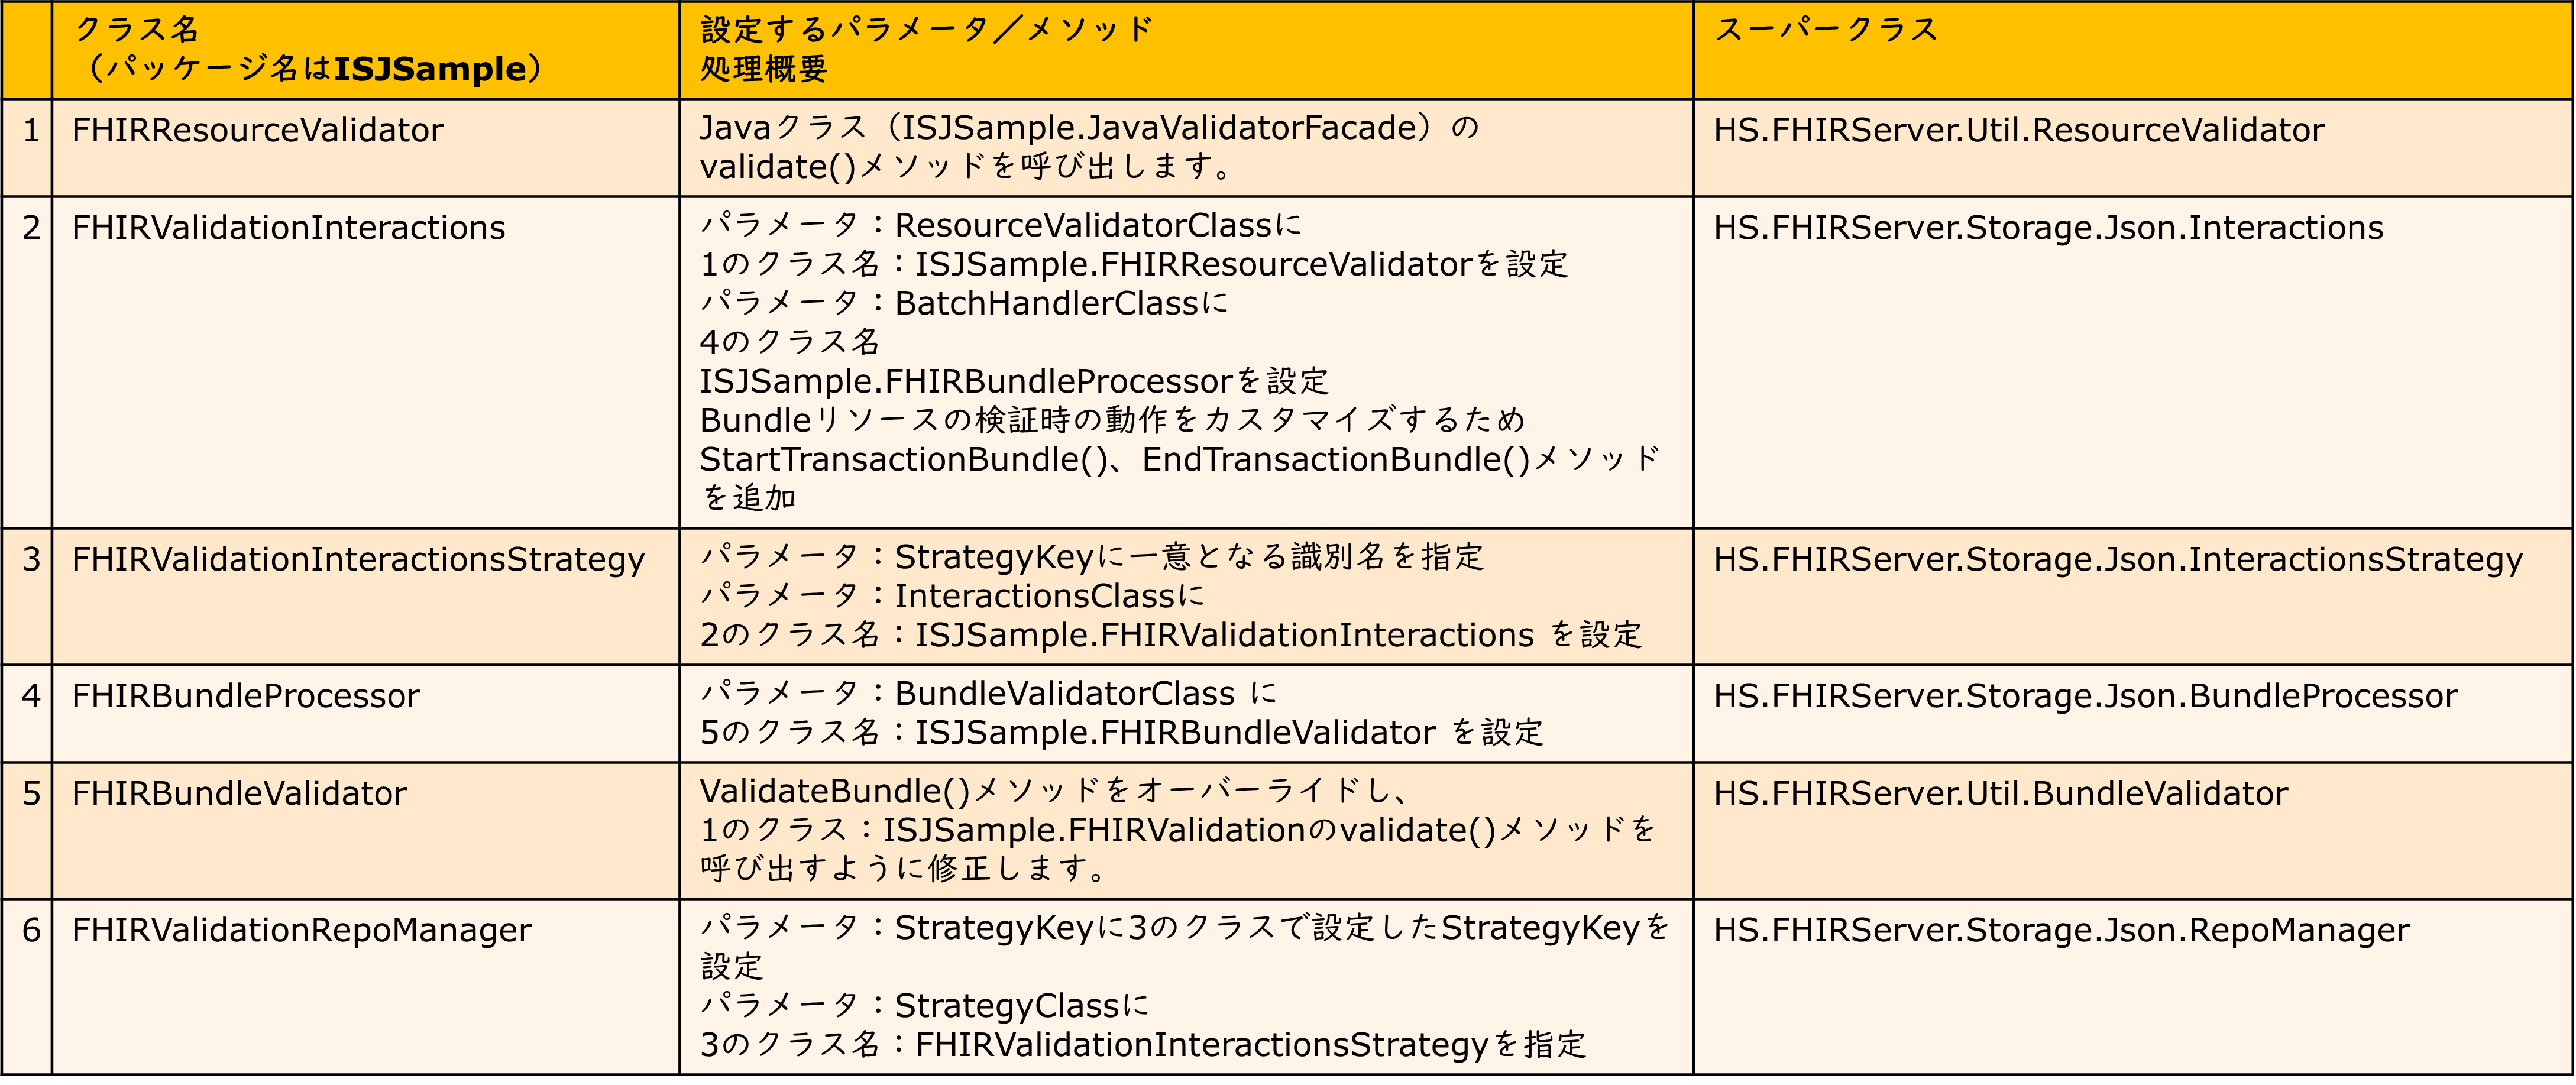 クラス名
（パッケージ名はISJSample）
設定するパラメータ／メソッド
処理概要
スーパークラス
1
FHIRResourceValidator
Javaクラス（ISJSample.JavaValidatorFacade）の
validate()メソッドを呼び出します。
HS.FHIRServer.Util.ResourceValidator
2
FHIRValidationInteractions
パラメータ：ResourceValidatorClassに
1のクラス名：ISJSample.FHIRResourceValidatorを設定
パラメータ：BatchHandlerClassに
4のクラス名
ISJSample.FHIRBundleProcessorを設定
Bundleリソースの検証時の動作をカスタマイズするため
StartTransactionBundle()、EndTransactionBundle()メソッド
を追加
HS.FHIRServer.Storage.Json.Interactions
3
FHIRValidationInteractionsStrategy
パラメータ：StrategyKeyに一意となる識別名を指定
パラメータ：InteractionsClassに
2のクラス名：ISJSample.FHIRValidationInteractions を設定
HS.FHIRServer.Storage.Json.InteractionsStrategy
4
FHIRBundleProcessor
パラメータ：BundleValidatorClass に
5のクラス名：ISJSample.FHIRBundleValidator を設定
HS.FHIRServer.Storage.Json.BundleProcessor
5
FHIRBundleValidator
ValidateBundle()メソッドをオーバーライドし、
1のクラス：ISJSample.FHIRValidationのvalidate()メソッドを
呼び出すように修正します。
HS.FHIRServer.Util.BundleValidator
6
FHIRValidationRepoManager
パラメータ：StrategyKeyに3のクラスで設定したStrategyKeyを
設定
パラメータ：StrategyClassに
3のクラス名：FHIRValidationInteractionsStrategyを指定
HS.FHIRServer.Storage.Json.RepoManager